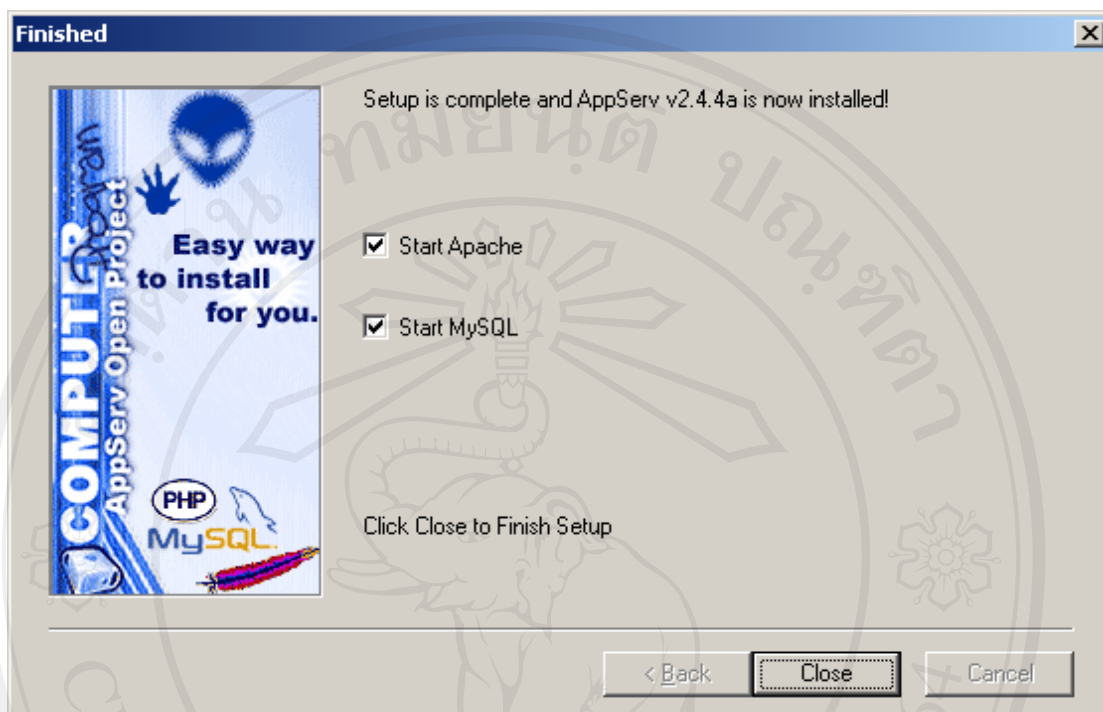 Finished
Setup is complete and AppServ v2.4.4a is now installed!
COMPUTER
Program
AppServ Open Project
Easy way
to install
for you.
Start Apache
Start MySQL
PHP
MySQL
Click Close to Finish Setup
< Back
Close
Cancel